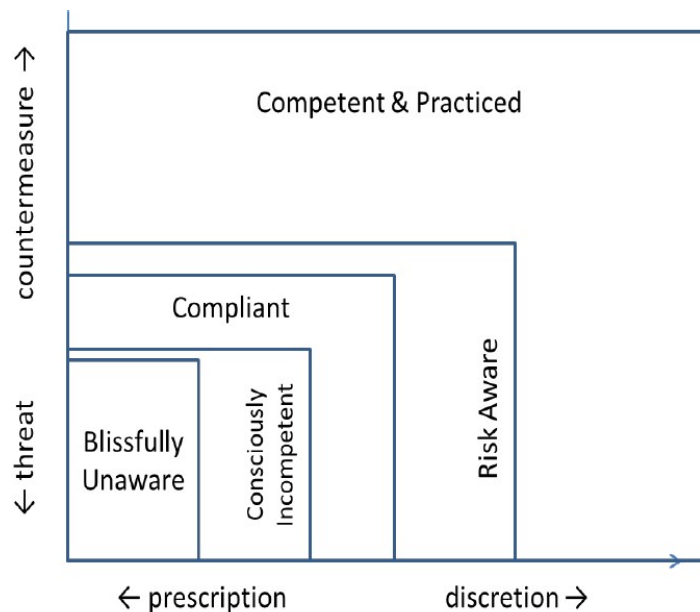 Competent & Practiced
countermeasure →
Compliant
Risk Aware
Consciously
Incompetent
Blissfully
Unaware
← threat
← prescription
discretion →